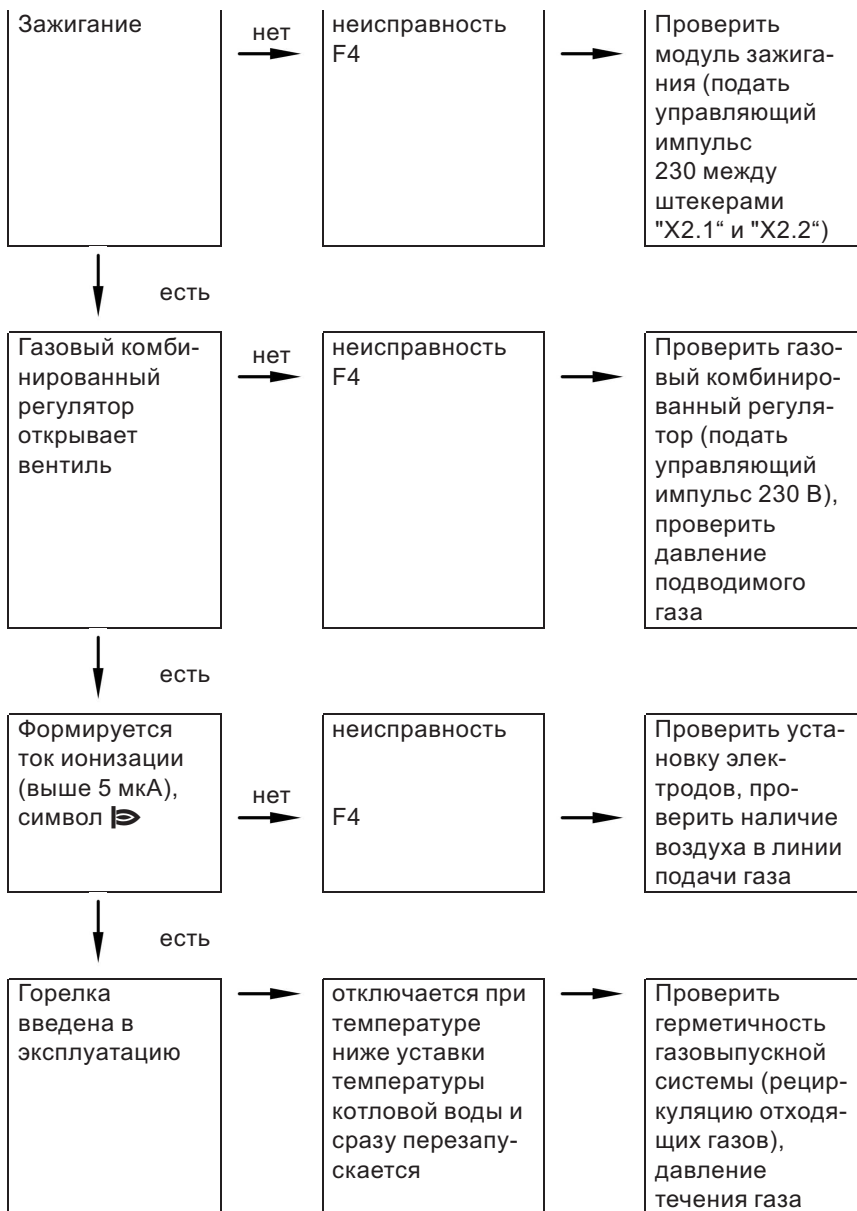 Зажигание
нет
неисправность
F4
Проверить
модуль зажига-
ния (подать
управляющий
импульс
230 между
штекерами
"X2.1“ и "X2.2“)
есть
Газовый комби-
нированный
регулятор
открывает
вентиль
нет
неисправность
F4
Проверить газо-
вый комбиниро-
ванный регуля-
тор (подать
управляющий
импульс 230 В),
проверить
давление
подводимого
газа
есть
Формируется
ток ионизации
(выше 5 мкА),
символ
нет
неисправность
F4
Проверить уста-
новку элек-
тродов, про-
верить наличие
воздуха в линии
подачи газа
есть
Горелка
введена в
эксплуатацию
отключается при
температуре
ниже уставки
температуры
котловой воды и
сразу перезапу-
скается
Проверить
герметичность
газовыпускной
системы (рецир-
куляцию отходя-
щих газов),
давление
течения газа